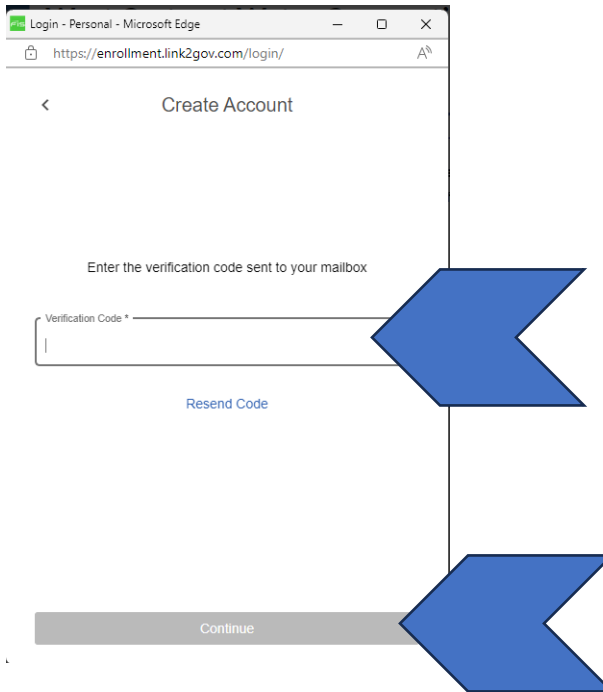 Login - Personal - Microsoft Edge
https://enrollment.link2gov.com/login/
Create Account
Enter the verification code sent to your mailbox
Verification Code *
Resend Code
Continue